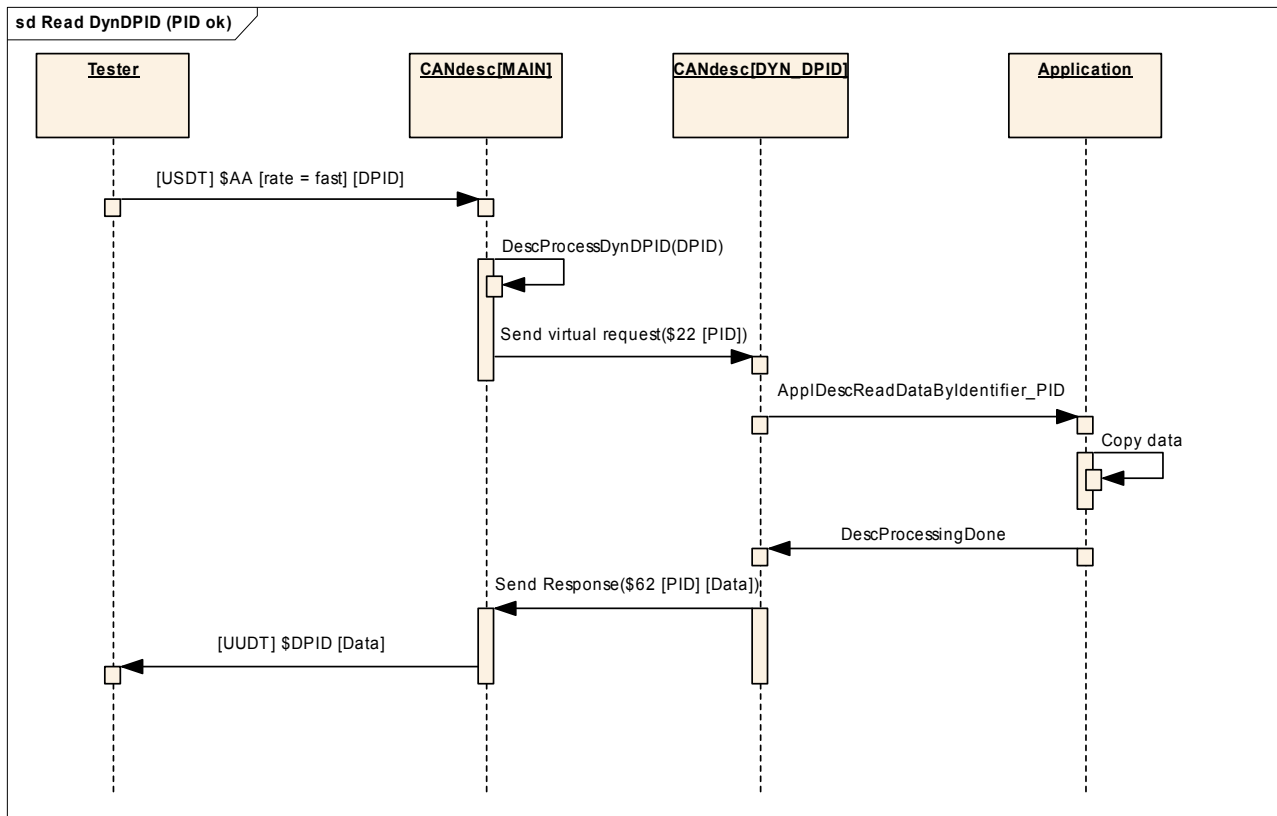 sd Read DynDPID (PID ok)
Tester
CANdesc[MAIN]
CANdesc[DYN_DPID]
Application
[USDT] $AA [rate = fast] [DPID]
DescProcessDynDPID(DPID)
Send virtual request($22 [PID])
ApplDescReadDataByIdentifier_PID
Copy data
DescProcessingDone
Send Response($62 [PID] [Data])
[UUDT] $DPID [Data]